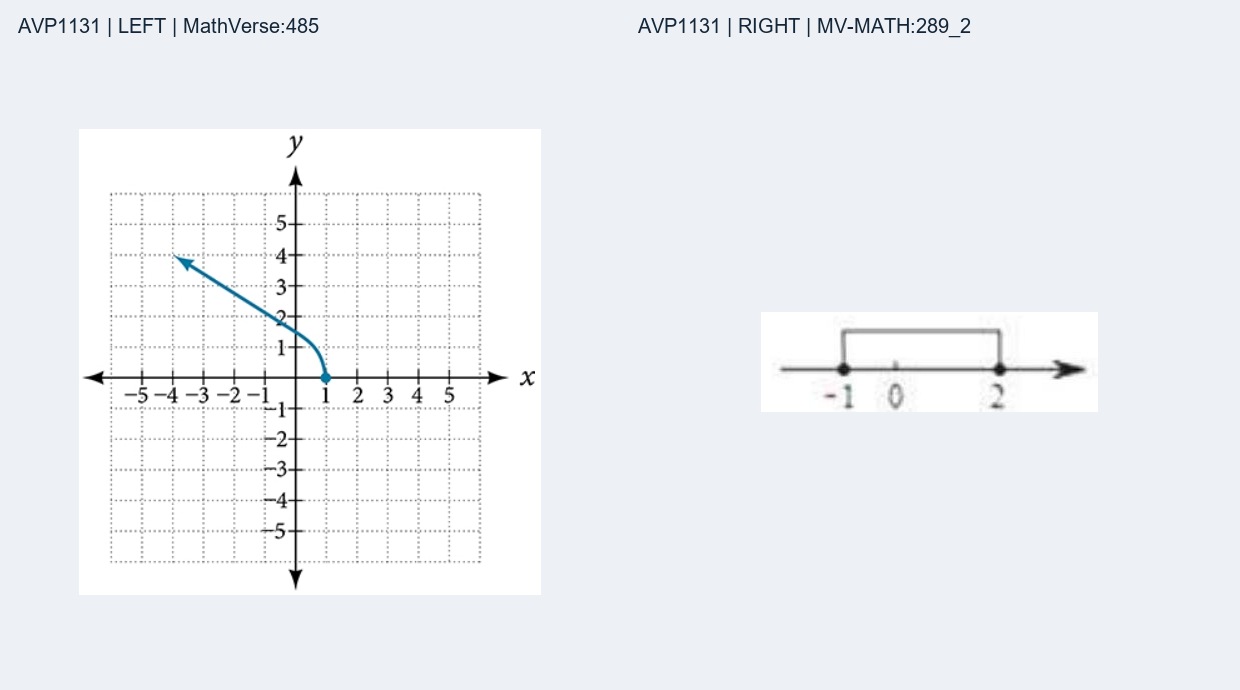 AVP1131 | LEFT | MathVerse:485
AVP1131 | RIGHT | MV-MATH:289_2
y
5
4
3
2
1
x
−5 −4 −3 −2 −1 1 2 3 4 5
−1
−2
−3
−4
−5
-1 0 2